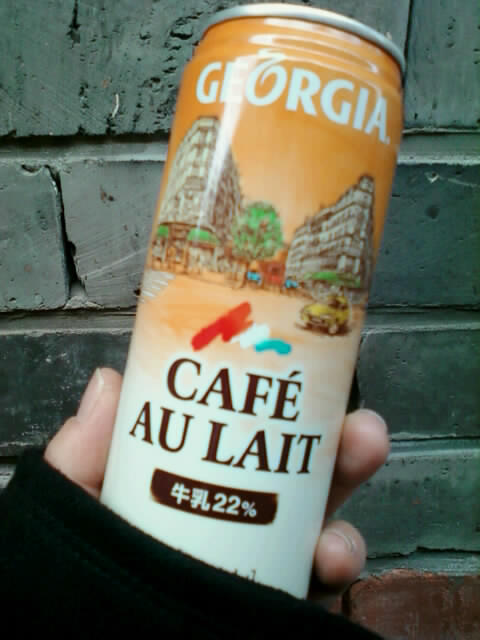 GEORGIA
CAFÉ
AU LAIT
牛乳22%